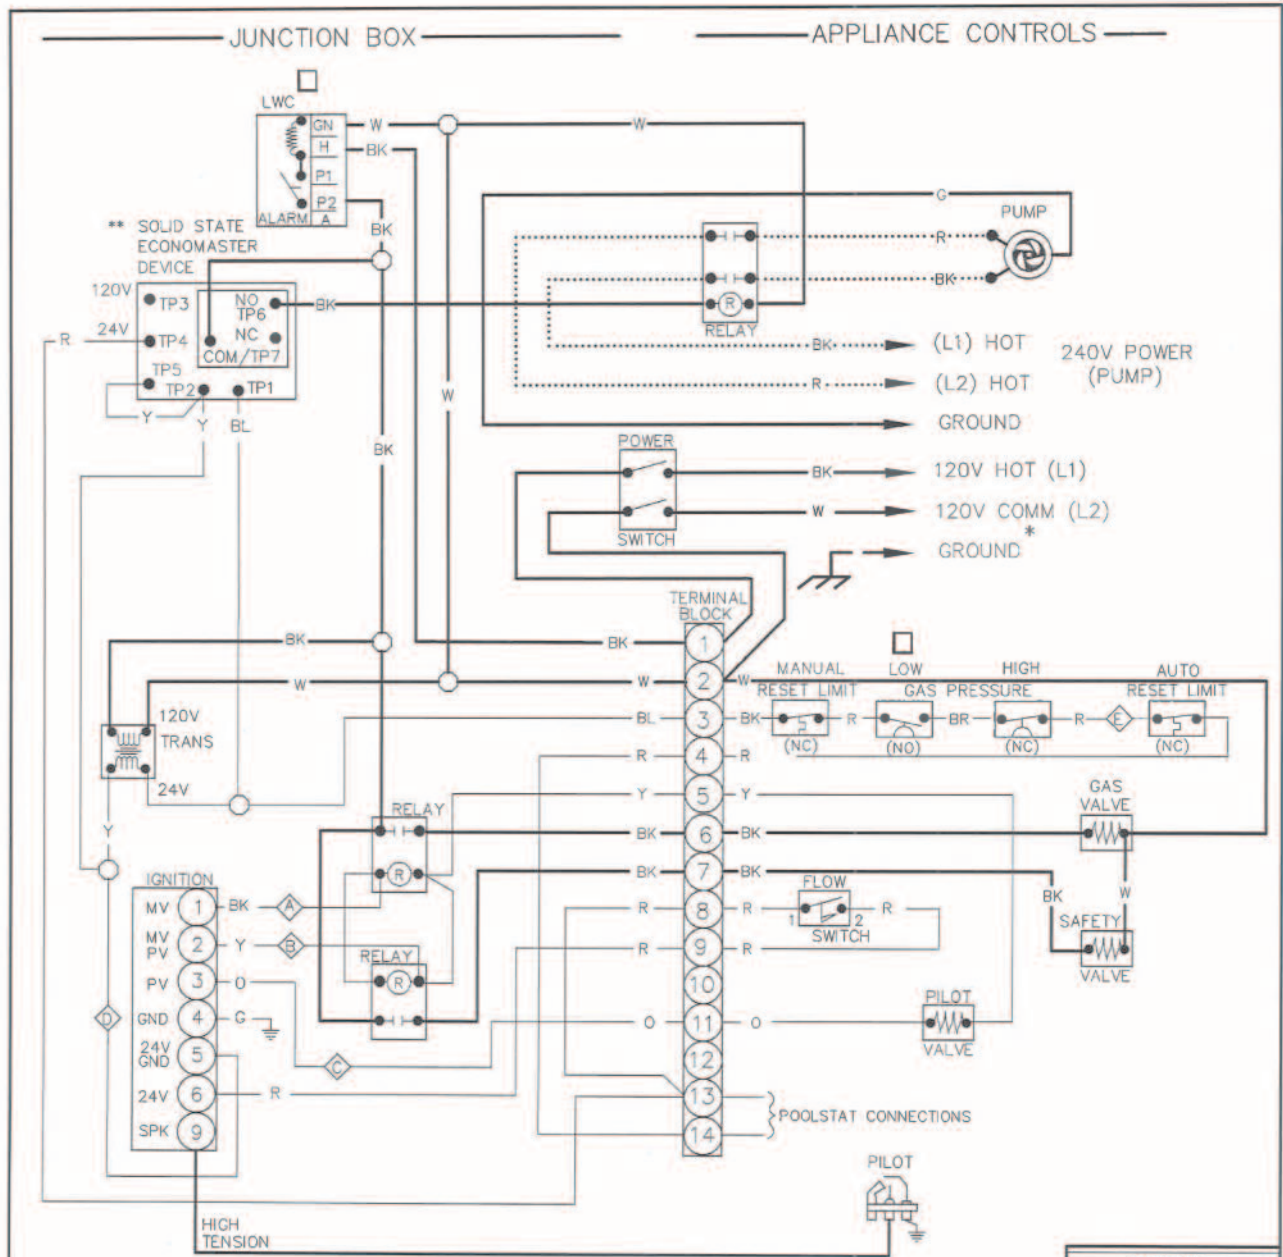 JUNCTION BOX
APPLIANCE CONTROLS
LWC
GN
H
P1
P2
A
ALARM
W
BK
W
BK
** SOLID STATE
ECONOMASTER
DEVICE
120V
TP3
NO
TP6
BK
24V
TP4
NC
COM/TP7
TP5
TP2
TP1
R
Y
Y
BL
W
BK
G
PUMP
R
BK
R
RELAY
BK
(L1) HOT
R
(L2) HOT
240V POWER
(PUMP)
GROUND
POWER
BK
120V HOT (L1)
W
120V COMM (L2)
SWITCH
GROUND *
TERMINAL
BLOCK
BK
BK
1
W
W
2
W
BL
3
BK
R
4
R
Y
5
Y
BK
6
BK
BK
7
BK
R
8
R
R
9
R
10
O
11
O
12
13
14
MANUAL
RESET LIMIT
(NC)
R
LOW
HIGH
GAS PRESSURE
(NO)
BR
(NC)
R
E
AUTO
RESET LIMIT
(NC)
120V
TRANS
24V
Y
RELAY
R
RELAY
R
GAS
VALVE
W
BK
SAFETY
VALVE
FLOW
1
2
SWITCH
R
PILOT
VALVE
POOLSTAT CONNECTIONS
IGNITION
MV
1
BK
A
MV
PV
2
Y
B
PV
3
O
GND
4
G
D
24V
GND
5
C
24V
6
R
SPK
9
HIGH
TENSION
PILOT